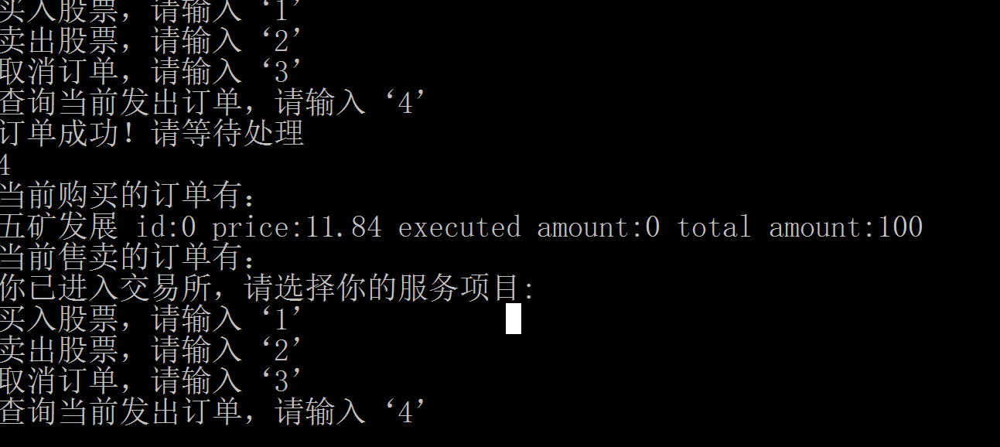 买入股票，请输入‘1’
卖出股票，请输入‘2’
取消订单，请输入‘3’
查询当前发出订单，请输入‘4’
订单成功！请等待处理
4
当前购买的订单有：
五矿发展 id:0 price:11.84 executed amount:0 total amount:100
当前售卖的订单有：
你已进入交易所，请选择你的服务项目:
买入股票，请输入‘1’
卖出股票，请输入‘2’
取消订单，请输入‘3’
查询当前发出订单，请输入‘4’